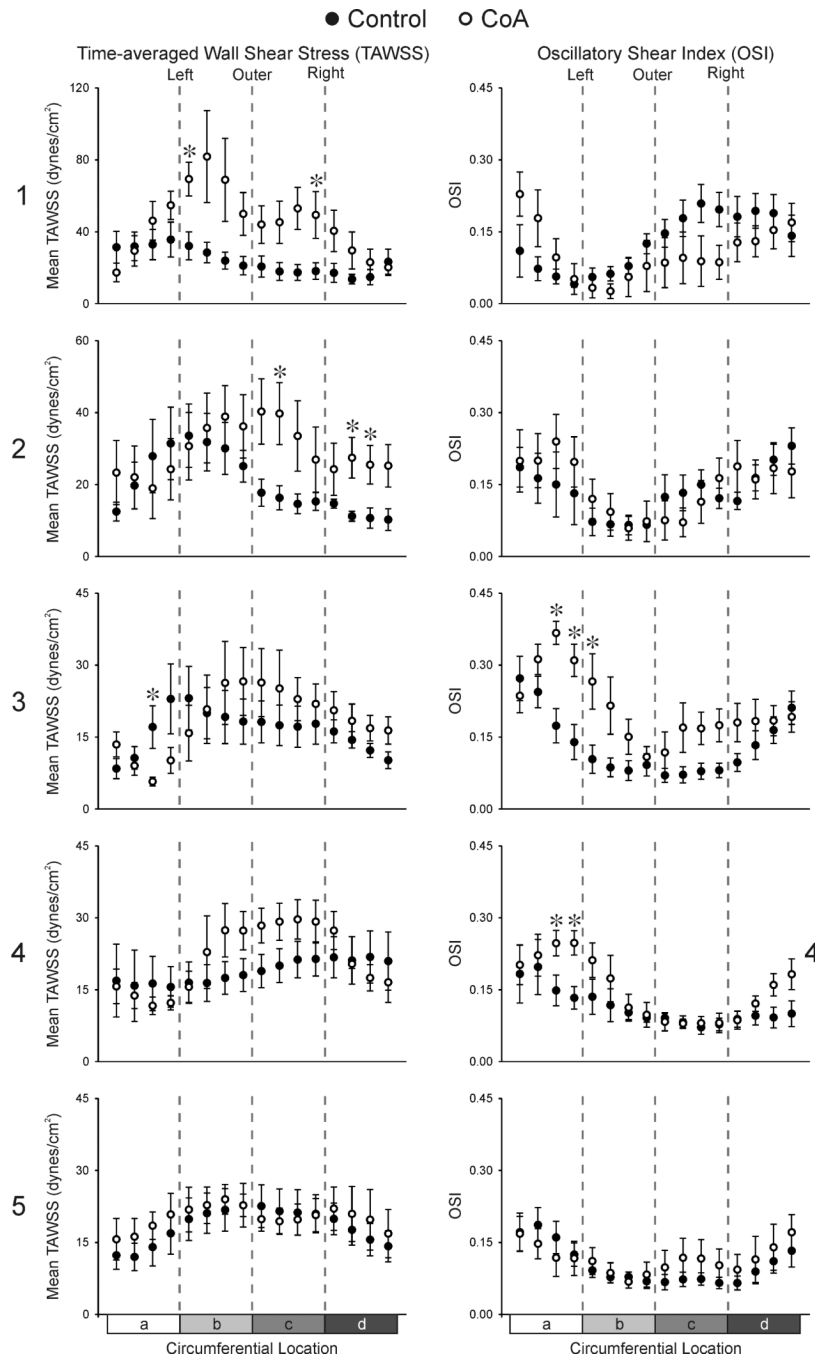 ● Control ○ CoA
Time-averaged Wall Shear Stress (TAWSS)
Left Outer Right
1
Mean TAWSS (dynes/cm²)
120
80
40
0
* *
Oscillatory Shear Index (OSI)
Left Outer Right
OSI
0.45
0.30
0.15
0.00
2
Mean TAWSS (dynes/cm²)
60
40
20
0
* * *
OSI
0.45
0.30
0.15
0.00
3
Mean TAWSS (dynes/cm²)
45
30
15
0
*
OSI
0.45
0.30
0.15
0.00
* * *
4
Mean TAWSS (dynes/cm²)
45
30
15
0
OSI
0.45
0.30
0.15
0.00
* *
4
5
Mean TAWSS (dynes/cm²)
45
30
15
0
a b c d
Circumferential Location
OSI
0.45
0.30
0.15
0.00
a b c d
Circumferential Location